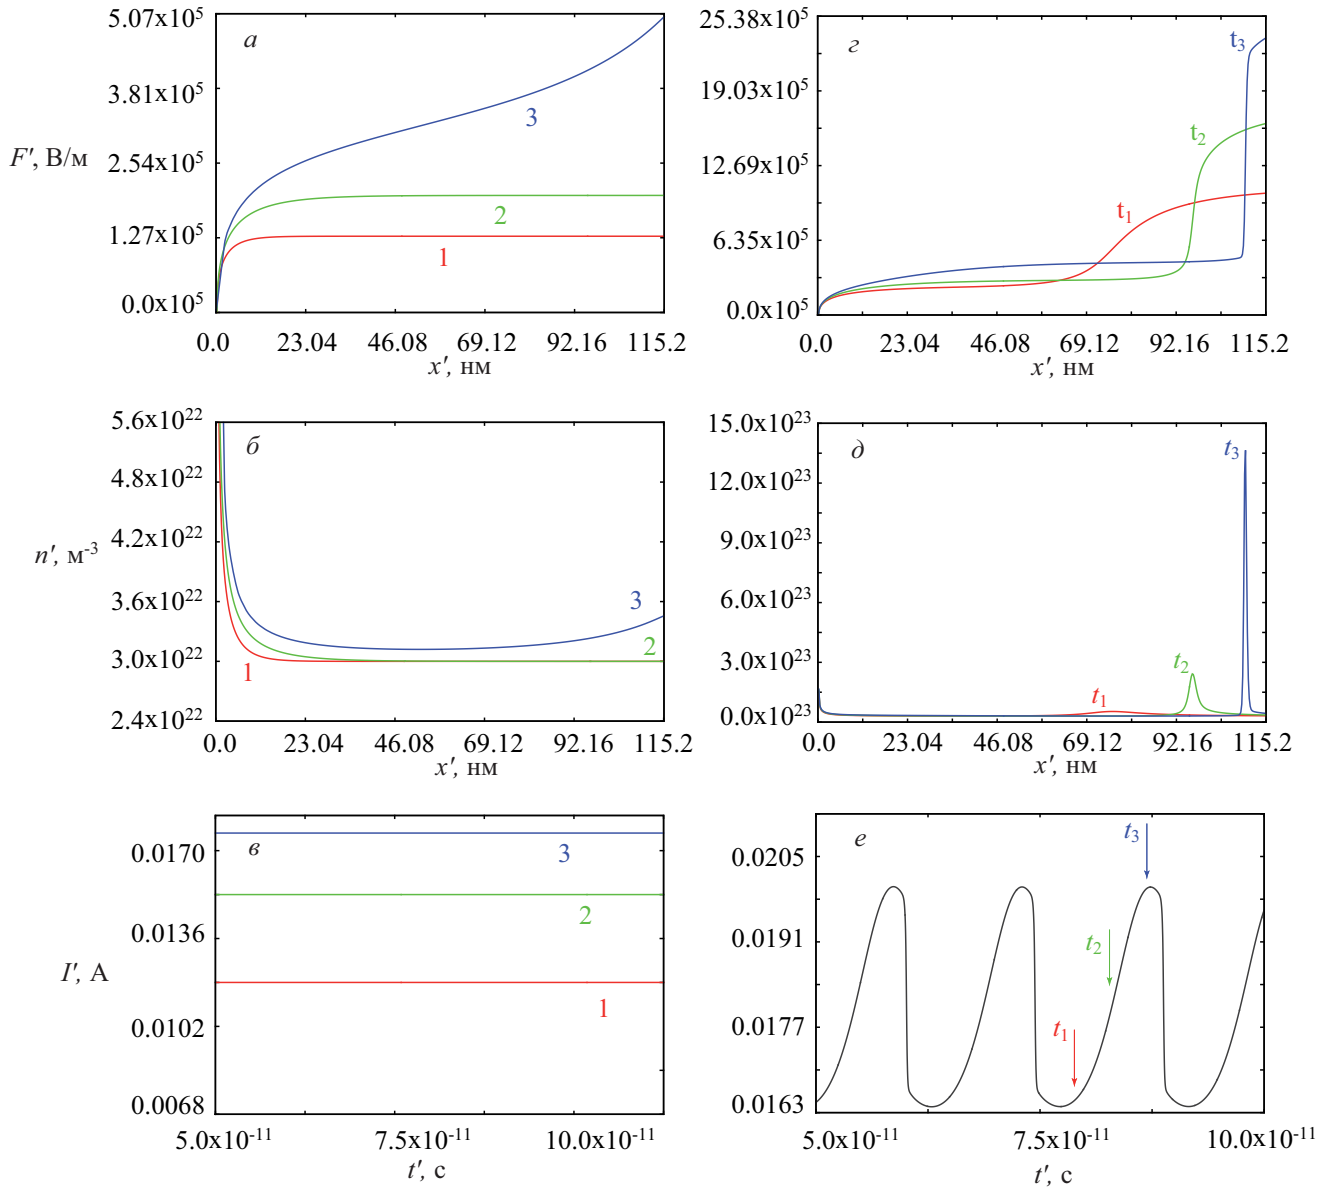 5.07x10⁵
а
3.81x10⁵
3
F′, В/м
2.54x10⁵
2
1.27x10⁵
1
0.0x10⁵
0.0 23.04 46.08 69.12 92.16 115.2
x′, нм
25.38x10⁵
г
t₃
19.03x10⁵
t₂
12.69x10⁵
t₁
6.35x10⁵
0.0x10⁵
0.0 23.04 46.08 69.12 92.16 115.2
x′, нм
5.6x10²²
б
4.8x10²²
n′, м⁻³
4.2x10²²
3.6x10²²
3
2
3.0x10²²
1
2.4x10²²
0.0 23.04 46.08 69.12 92.16 115.2
x′, нм
15.0x10²³
д
t₃
12.0x10²³
9.0x10²³
6.0x10²³
3.0x10²³
t₂
t₁
0.0x10²³
0.0 23.04 46.08 69.12 92.16 115.2
x′, нм
0.0170
в
3
2
0.0136
I′, А
1
0.0102
0.0068
5.0x10⁻¹¹ 7.5x10⁻¹¹ 10.0x10⁻¹¹
t′, с
е
t₃
0.0205
t₂
0.0191
t₁
0.0177
0.0163
5.0x10⁻¹¹ 7.5x10⁻¹¹ 10.0x10⁻¹¹
t′, с